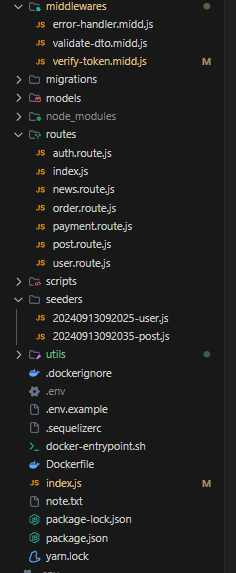 middlewares
JS error-handler.midd.js
JS validate-dto.midd.js
JS verify-token.midd.js M
migrations
models
node_modules
routes
JS auth.route.js
JS index.js
JS news.route.js
JS order.route.js
JS payment.route.js
JS post.route.js
JS user.route.js
scripts
seeders
JS 20240913092025-user.js
JS 20240913092035-post.js
utils
.dockerignore
.env
.env.example
.sequelizerc
docker-entrypoint.sh
Dockerfile
JS index.js M
note.txt
package-lock.json
package.json
yarn.lock